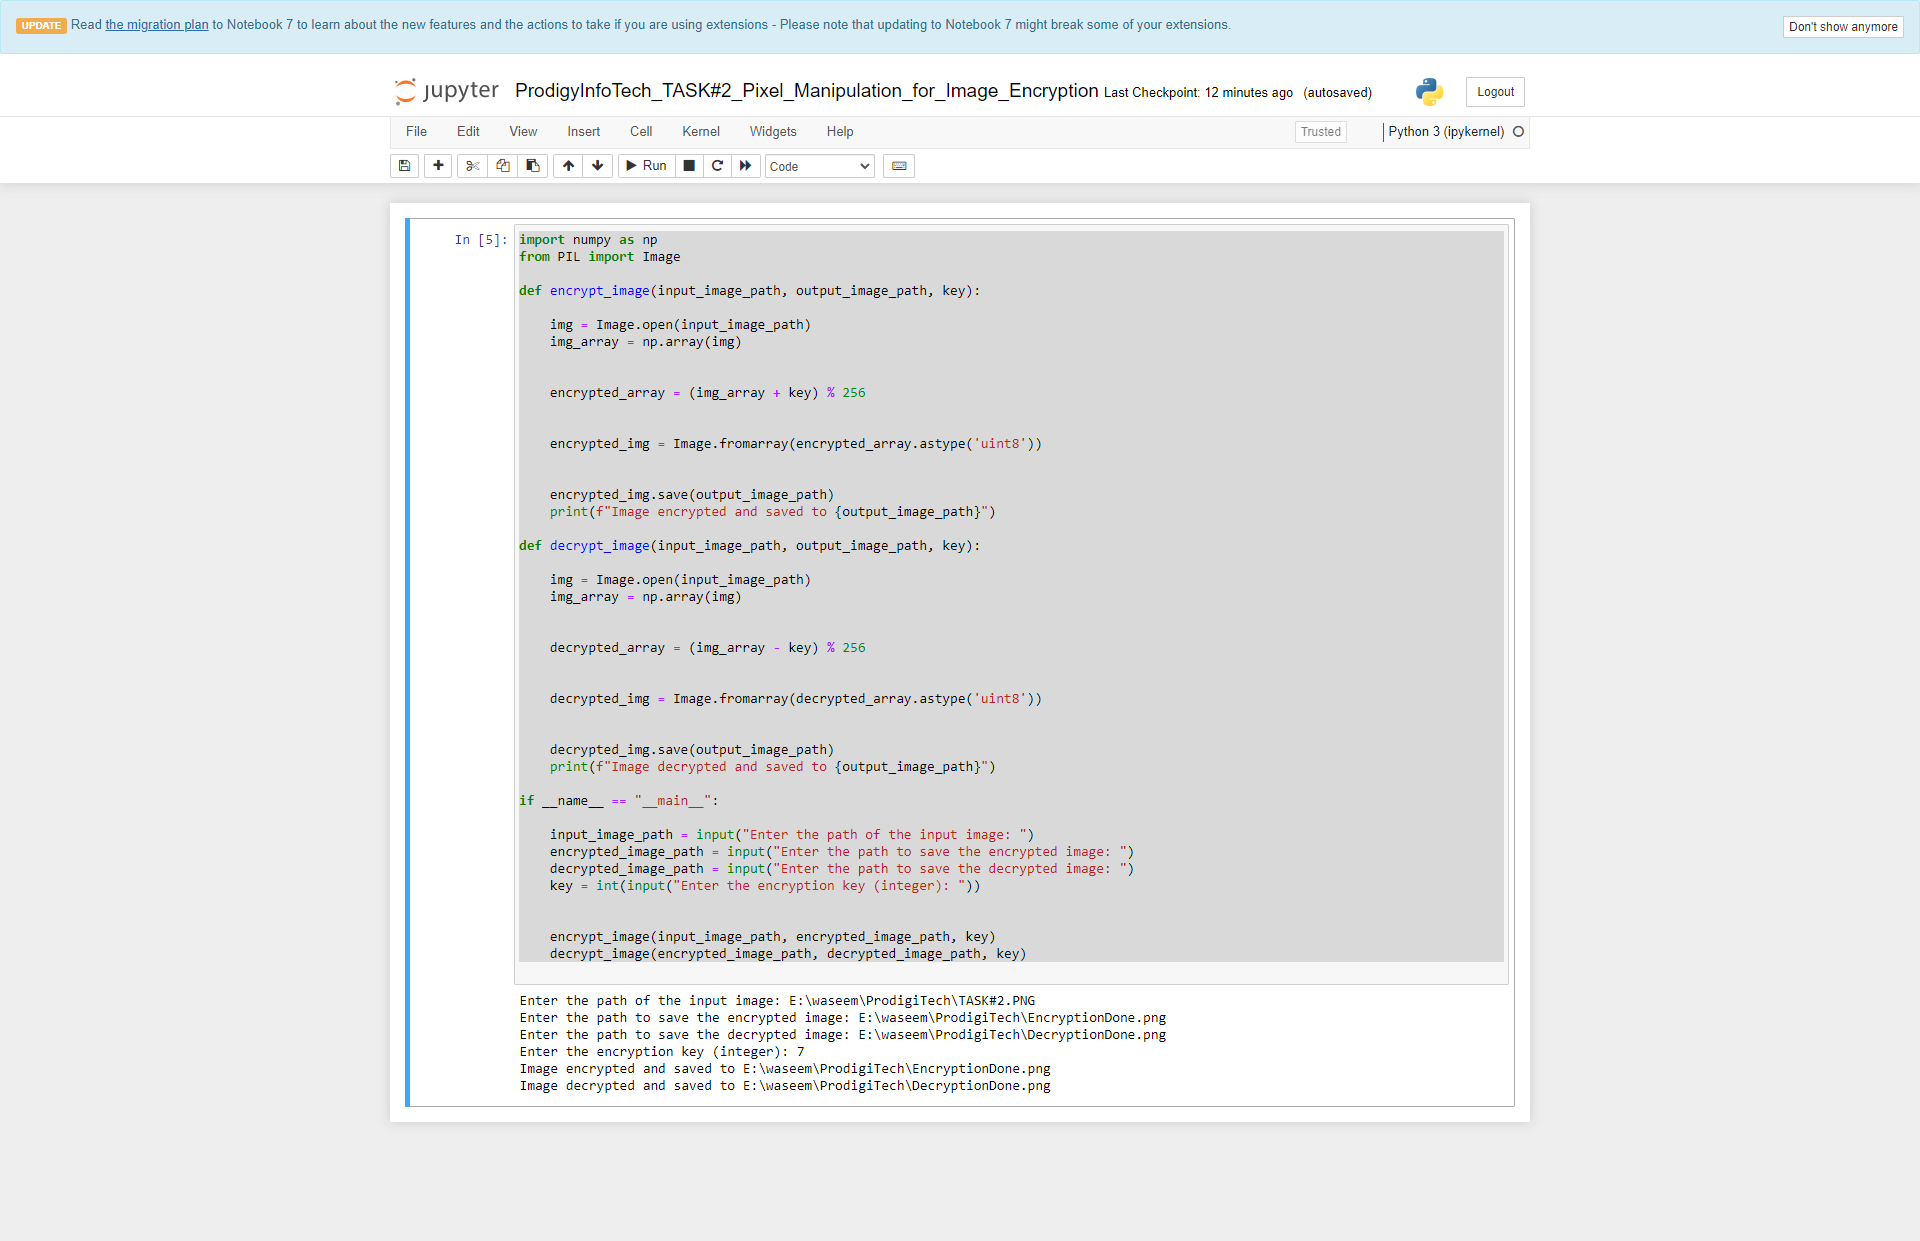 UPDATE Read the migration plan to Notebook 7 to learn about the new features and the actions to take if you are using extensions - Please note that updating to Notebook 7 might break some of your extensions.
Don't show anymore
jupyter ProdigyInfoTech_TASK#2_Pixel_Manipulation_for_Image_Encryption Last Checkpoint: 12 minutes ago (autosaved)
Logout
File Edit View Insert Cell Kernel Widgets Help
Trusted
Python 3 (ipykernel)
Run
Code
In [5]:
import numpy as np
from PIL import Image

def encrypt_image(input_image_path, output_image_path, key):

    img = Image.open(input_image_path)
    img_array = np.array(img)

    encrypted_array = (img_array + key) % 256

    encrypted_img = Image.fromarray(encrypted_array.astype('uint8'))

    encrypted_img.save(output_image_path)
    print(f"Image encrypted and saved to {output_image_path}")

def decrypt_image(input_image_path, output_image_path, key):

    img = Image.open(input_image_path)
    img_array = np.array(img)

    decrypted_array = (img_array - key) % 256

    decrypted_img = Image.fromarray(decrypted_array.astype('uint8'))

    decrypted_img.save(output_image_path)
    print(f"Image decrypted and saved to {output_image_path}")

if __name__ == "__main__":

    input_image_path = input("Enter the path of the input image: ")
    encrypted_image_path = input("Enter the path to save the encrypted image: ")
    decrypted_image_path = input("Enter the path to save the decrypted image: ")
    key = int(input("Enter the encryption key (integer): "))

    encrypt_image(input_image_path, encrypted_image_path, key)
    decrypt_image(encrypted_image_path, decrypted_image_path, key)

Enter the path of the input image: E:\waseem\ProdigiTech\TASK#2.PNG
Enter the path to save the encrypted image: E:\waseem\ProdigiTech\EncryptionDone.png
Enter the path to save the decrypted image: E:\waseem\ProdigiTech\DecryptionDone.png
Enter the encryption key (integer): 7
Image encrypted and saved to E:\waseem\ProdigiTech\EncryptionDone.png
Image decrypted and saved to E:\waseem\ProdigiTech\DecryptionDone.png